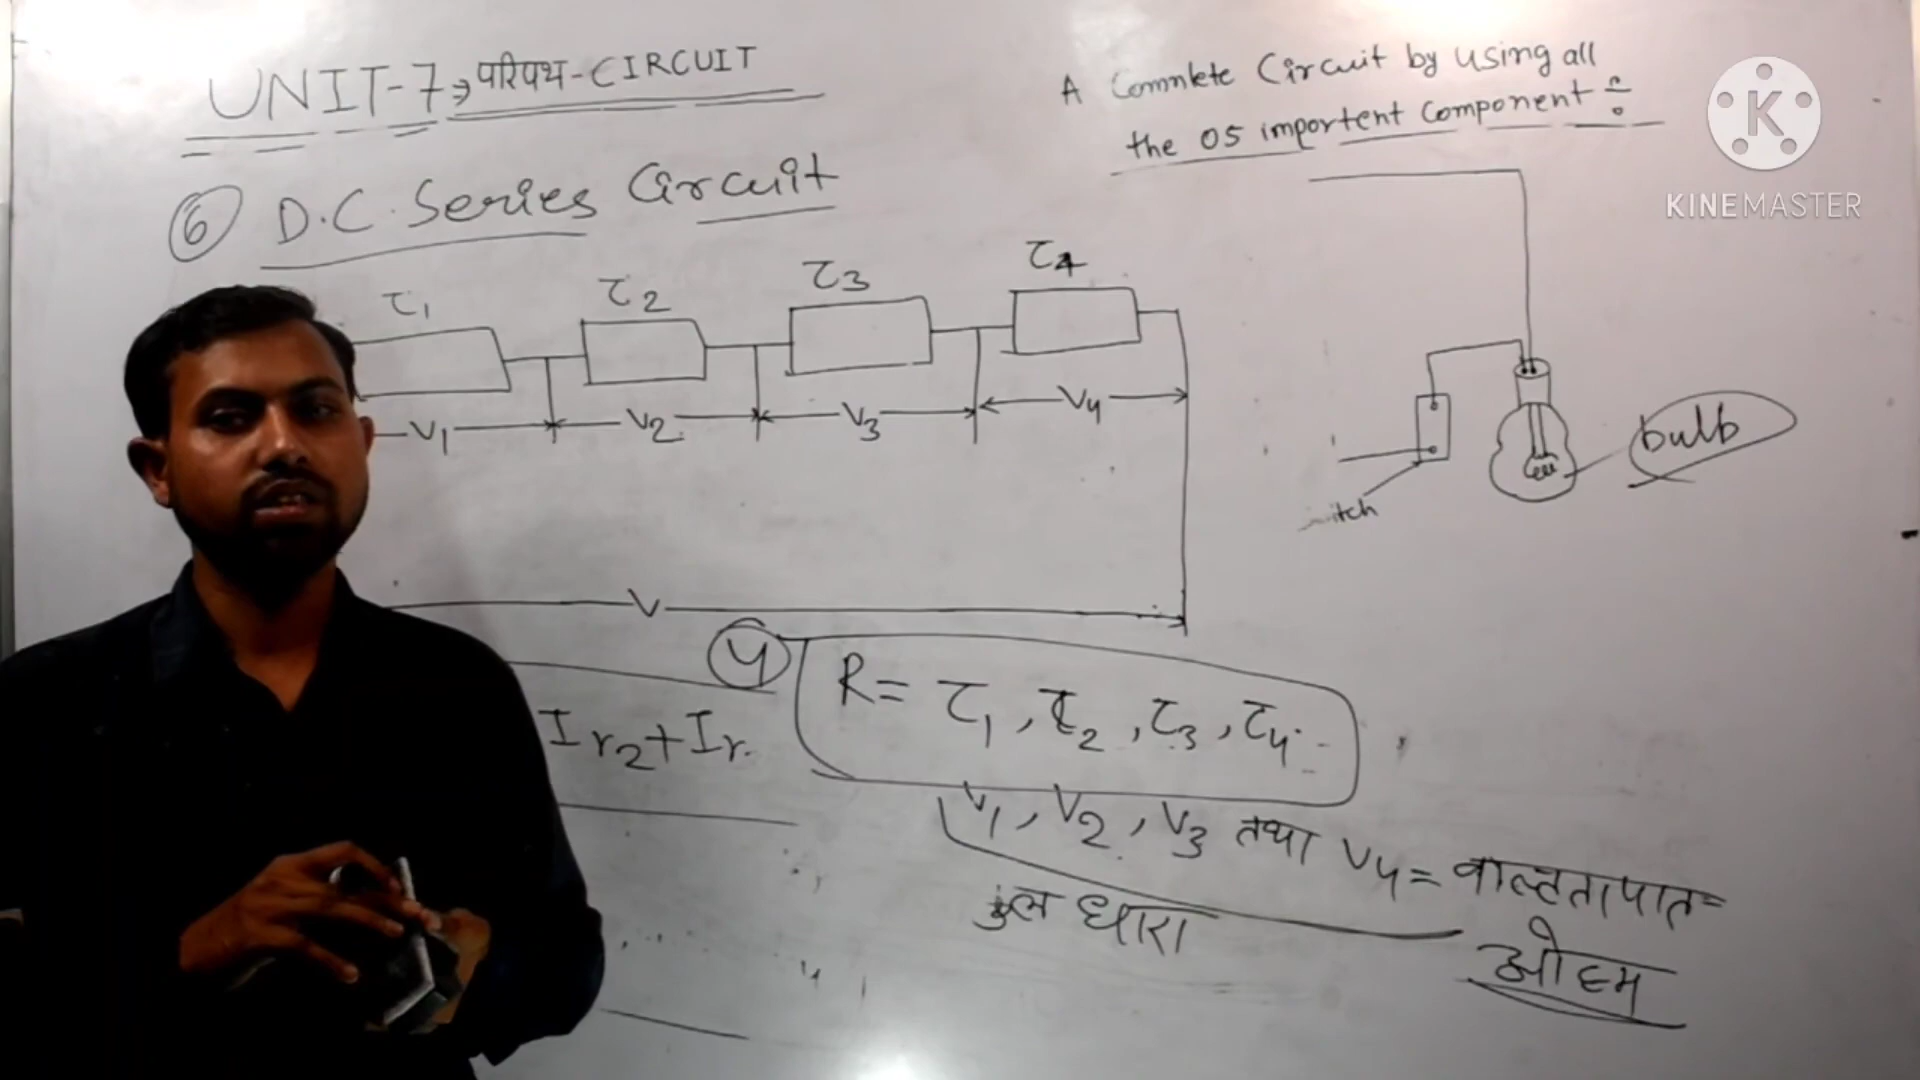 UNIT-7 → परिपथ-CIRCUIT
A Comnlete Circuit by using all
the 05 importent Component ÷
K
KINEMASTER
6 D.C. Series Circuit
r1 r2 r3 r4
V1 V2 V3 V4
bulb
itch
V
4
R= r1, r2, r3, r4
Ir2+Ir
V1, V2, V3 तथा V4 = वाल्टतापात
कुल धारा
ओह्म